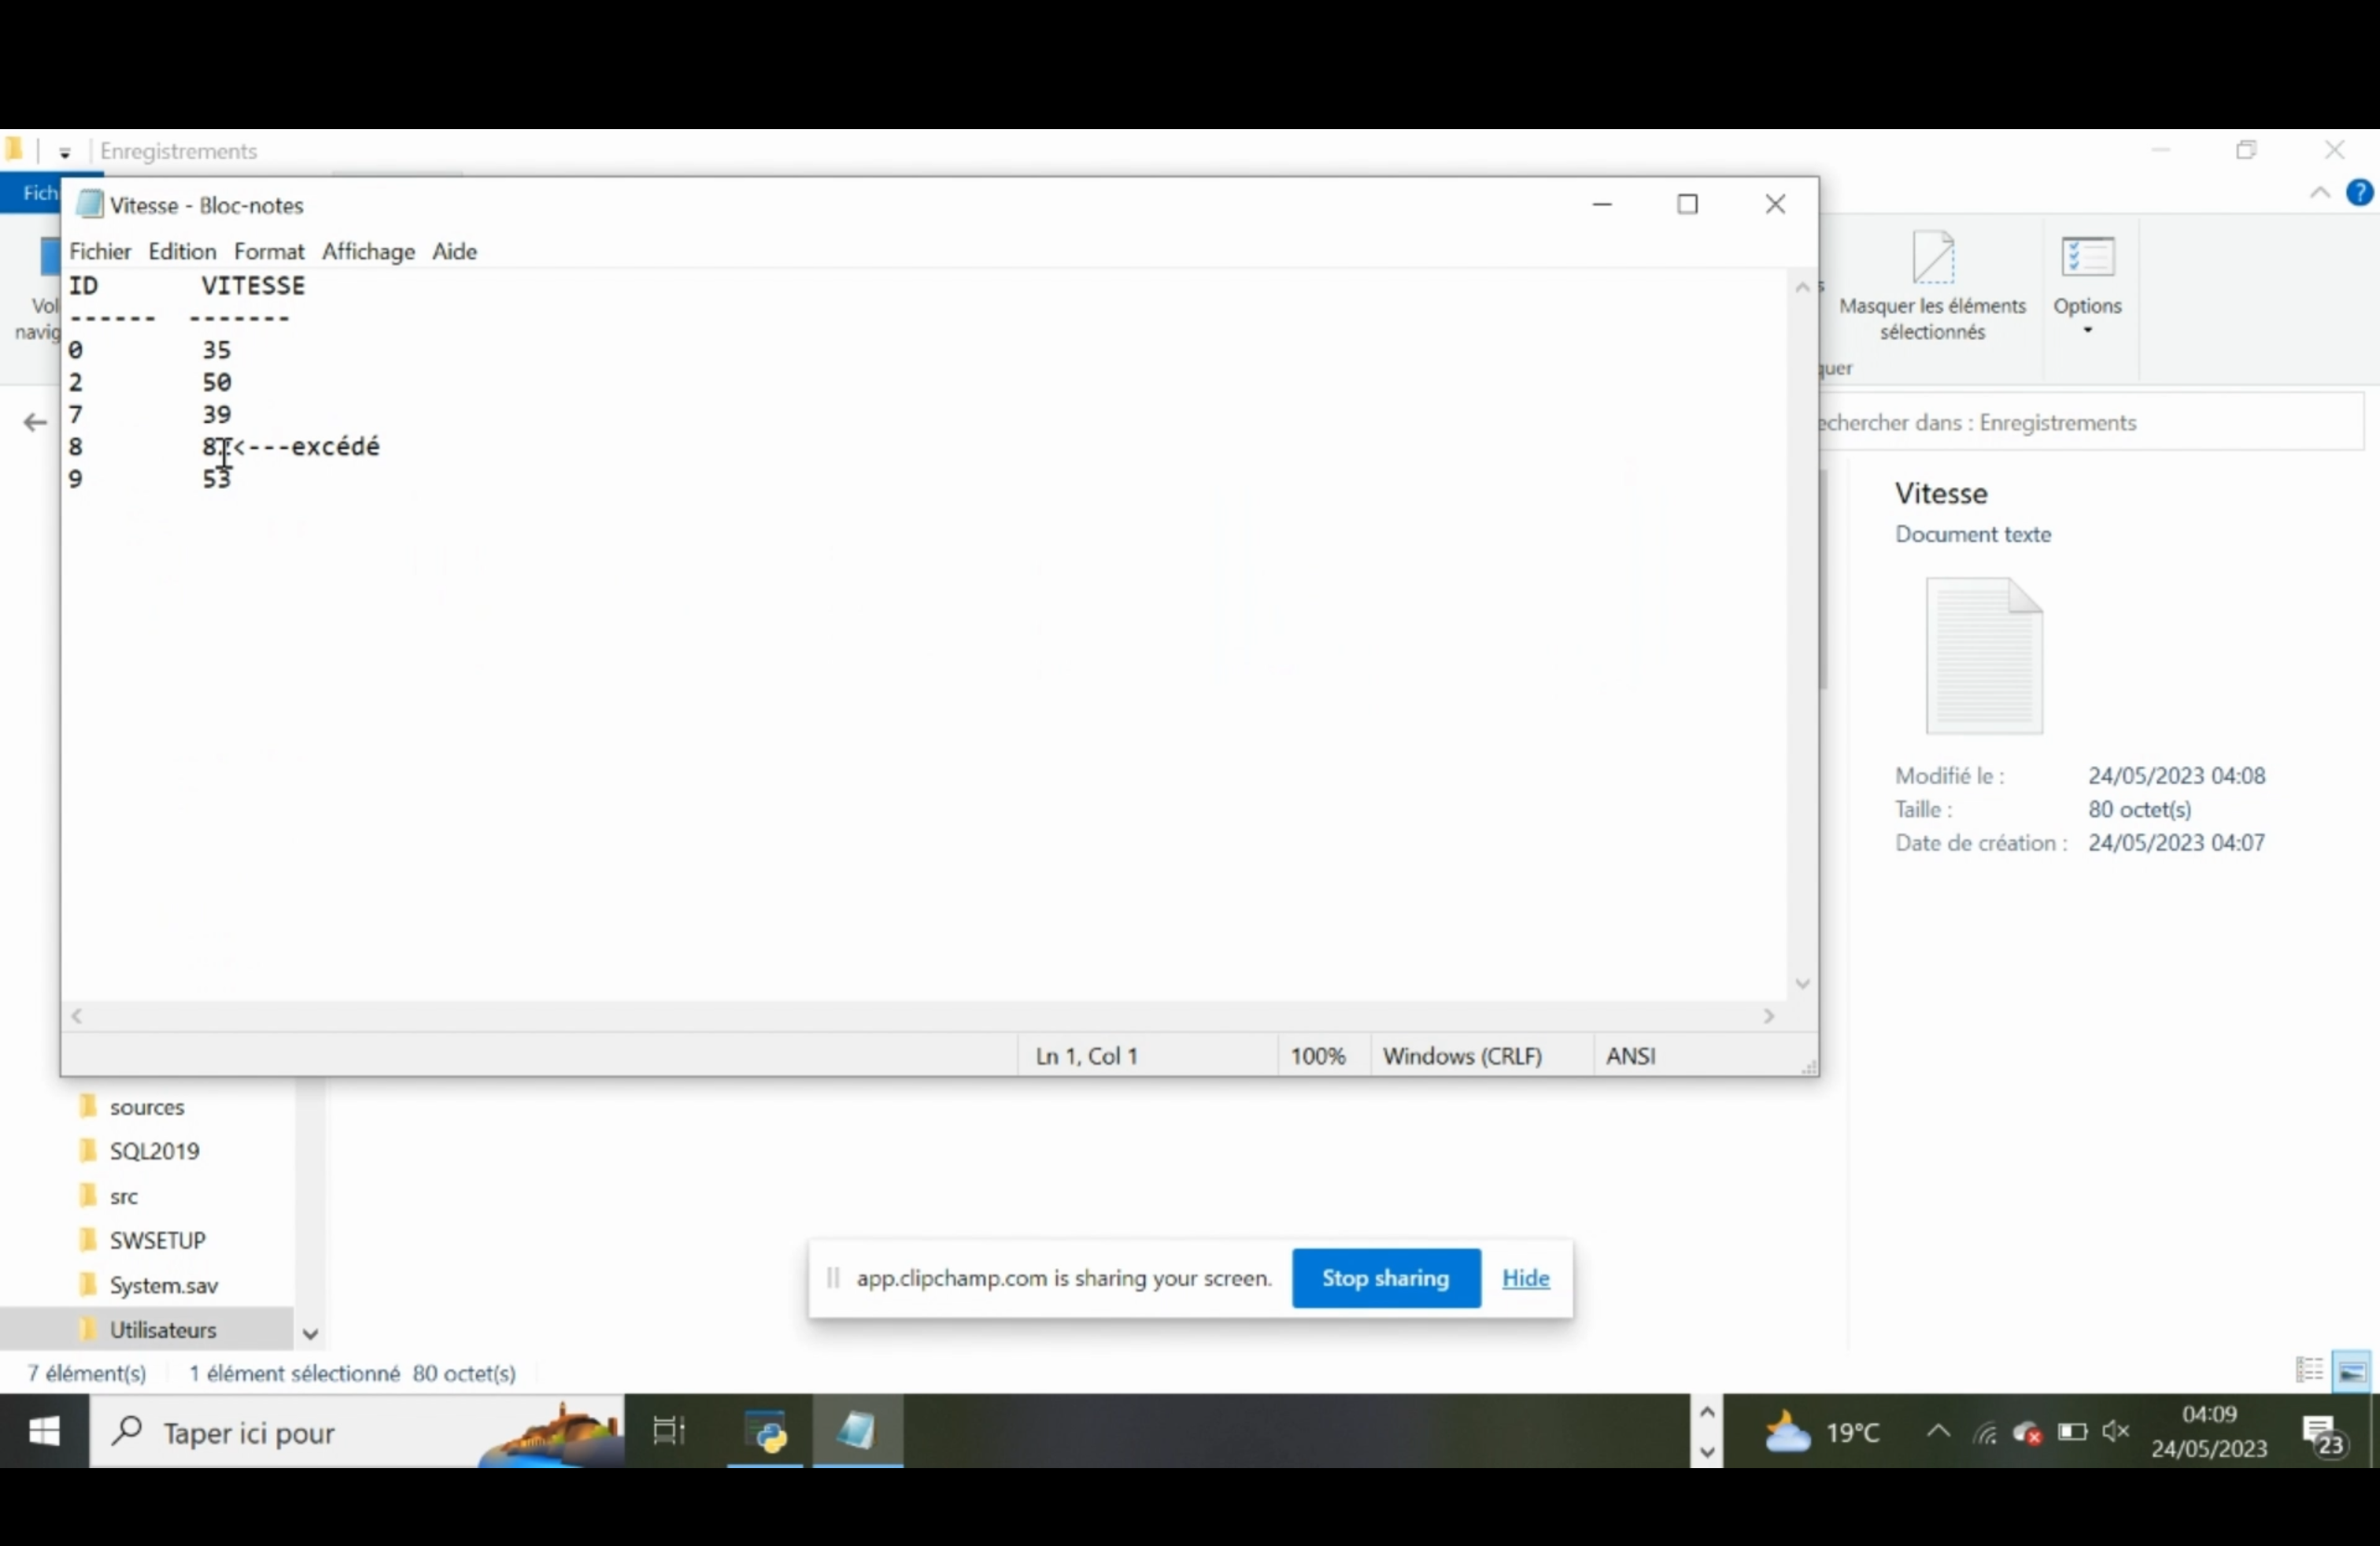 Enregistrements
Fich
Vitesse - Bloc-notes
Fichier Edition Format Affichage Aide
ID VITESSE
------ -------
0 35
2 50
7 39
8 <---excédé
9 53
Ln 1, Col 1 100% Windows (CRLF) ANSI
Vol
navig
Masquer les éléments
sélectionnés
Options
quer
echercher dans : Enregistrements
Vitesse
Document texte
Modifié le : 24/05/2023 04:08
Taille : 80 octet(s)
Date de création : 24/05/2023 04:07
sources
SQL2019
src
SWSETUP
System.sav
Utilisateurs
app.clipchamp.com is sharing your screen. Stop sharing Hide
7 élément(s) 1 élément sélectionné 80 octet(s)
Taper ici pour
19°C
04:09
24/05/2023
23